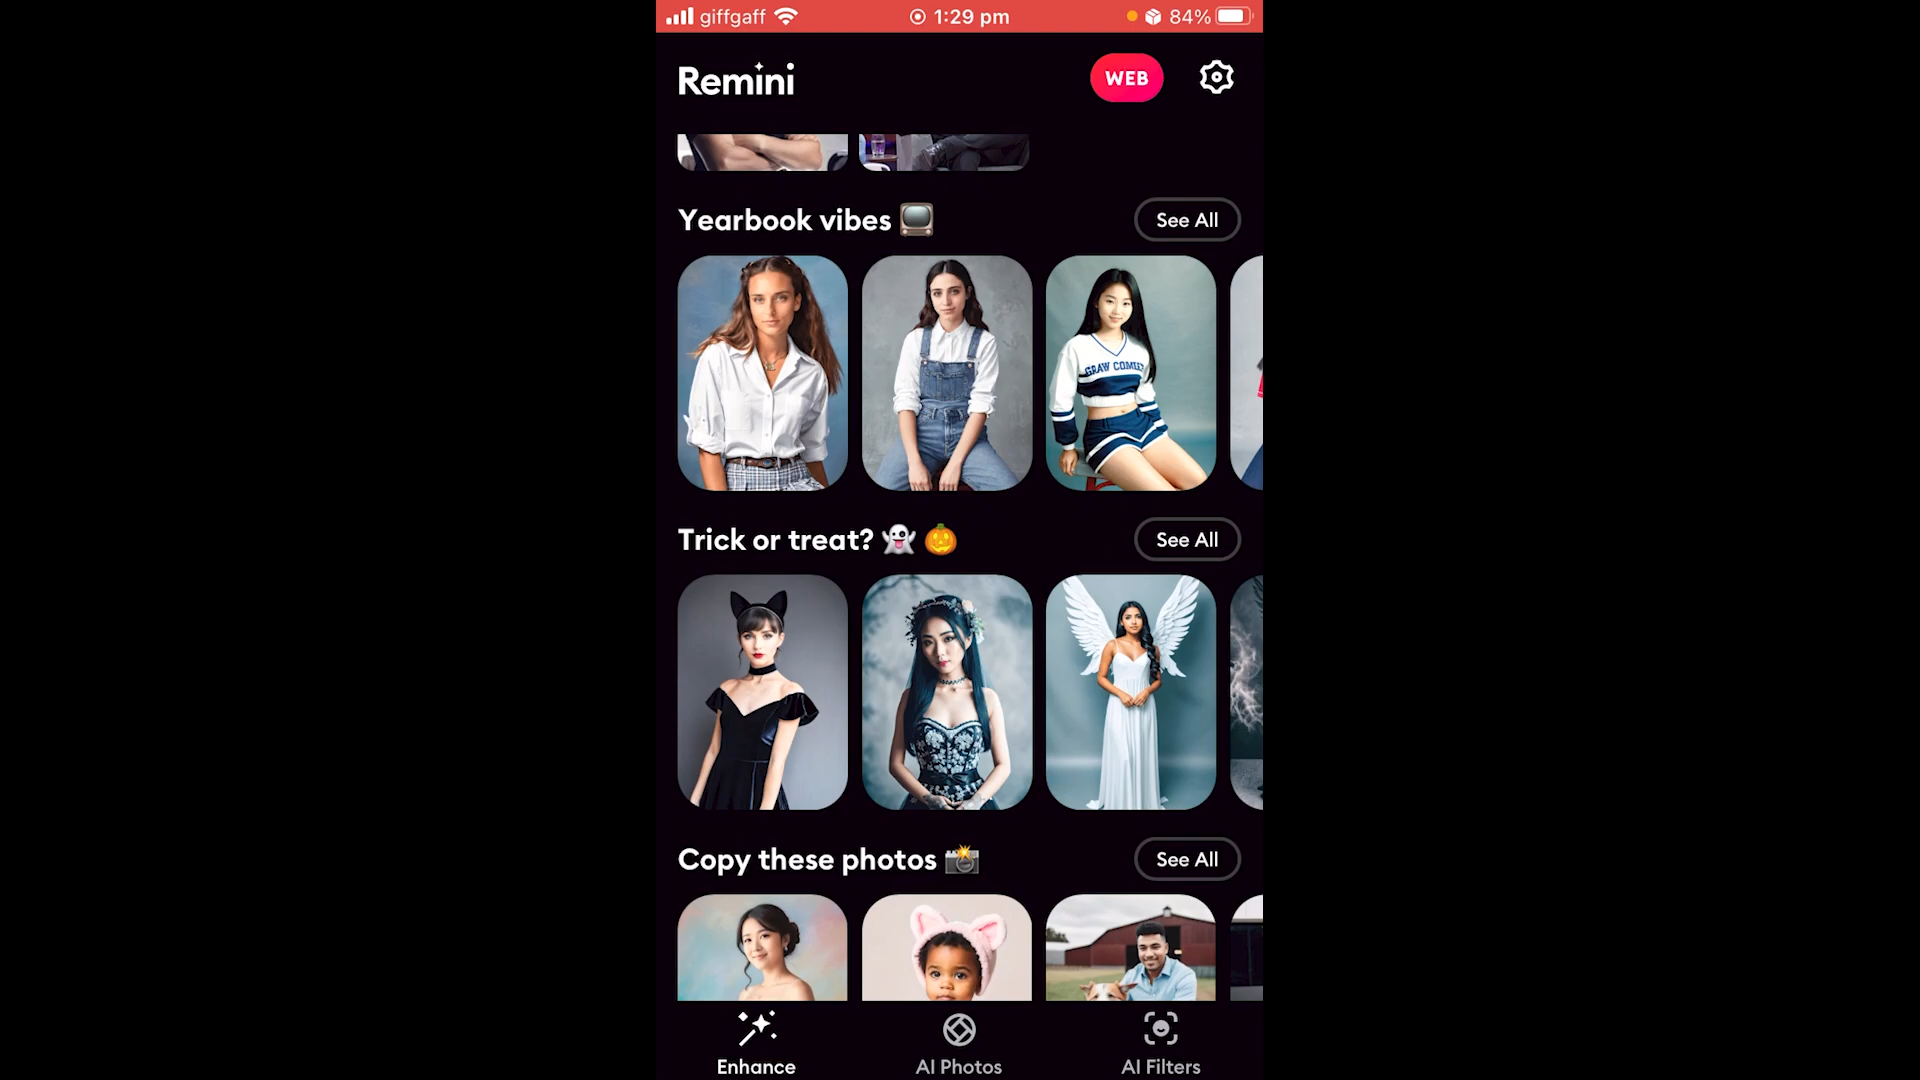 giffgaff
1:29 pm
84%
Remini
WEB
Yearbook vibes
See All
Trick or treat?
See All
Copy these photos
See All
Enhance
AI Photos
AI Filters